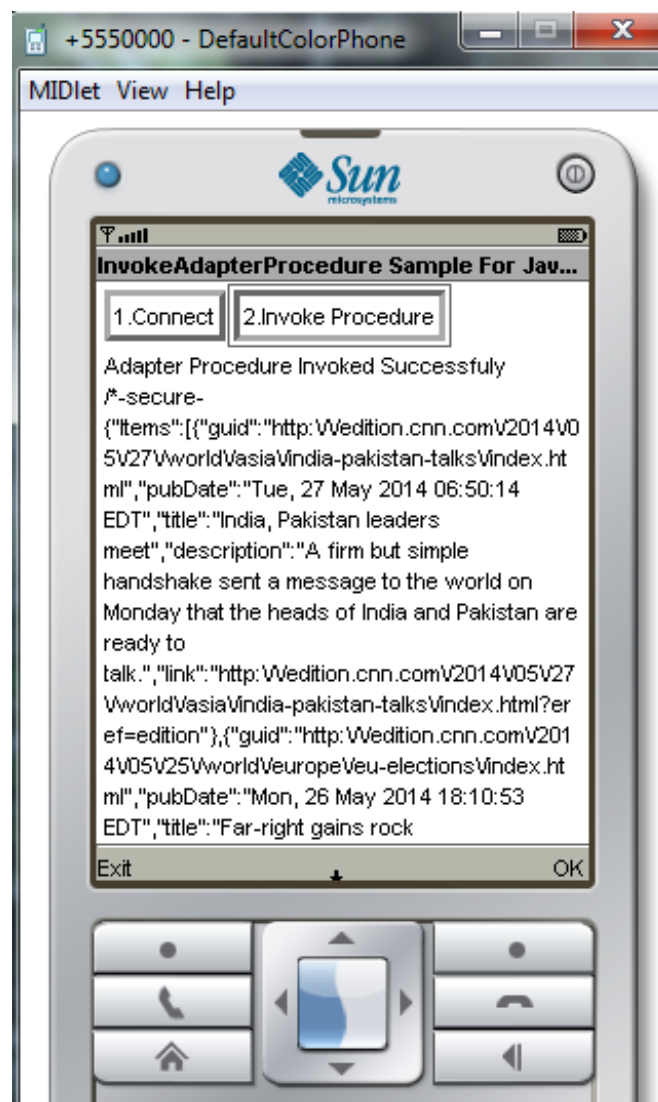 +5550000 - DefaultColorPhone
MIDlet View Help
Sun
microsystems
InvokeAdapterProcedure Sample For Jav...
1.Connect 2.Invoke Procedure
Adapter Procedure Invoked Successfuly
/*-secure-
{"items":[{"guid":"http:\/\/edition.cnn.com\/2014\/0
5\/27\/world\/asia\/india-pakistan-talks\/index.ht
ml","pubDate":"Tue, 27 May 2014 06:50:14
EDT","title":"India, Pakistan leaders
meet","description":"A firm but simple
handshake sent a message to the world on
Monday that the heads of India and Pakistan are
ready to
talk.","link":"http:\/\/edition.cnn.com\/2014\/05\/27
\/world\/asia\/india-pakistan-talks\/index.html?er
ef=edition"},{"guid":"http:\/\/edition.cnn.com\/201
4\/05\/25\/world\/europe\/eu-elections\/index.ht
ml","pubDate":"Mon, 26 May 2014 18:10:53
EDT","title":"Far-right gains rock
Exit OK